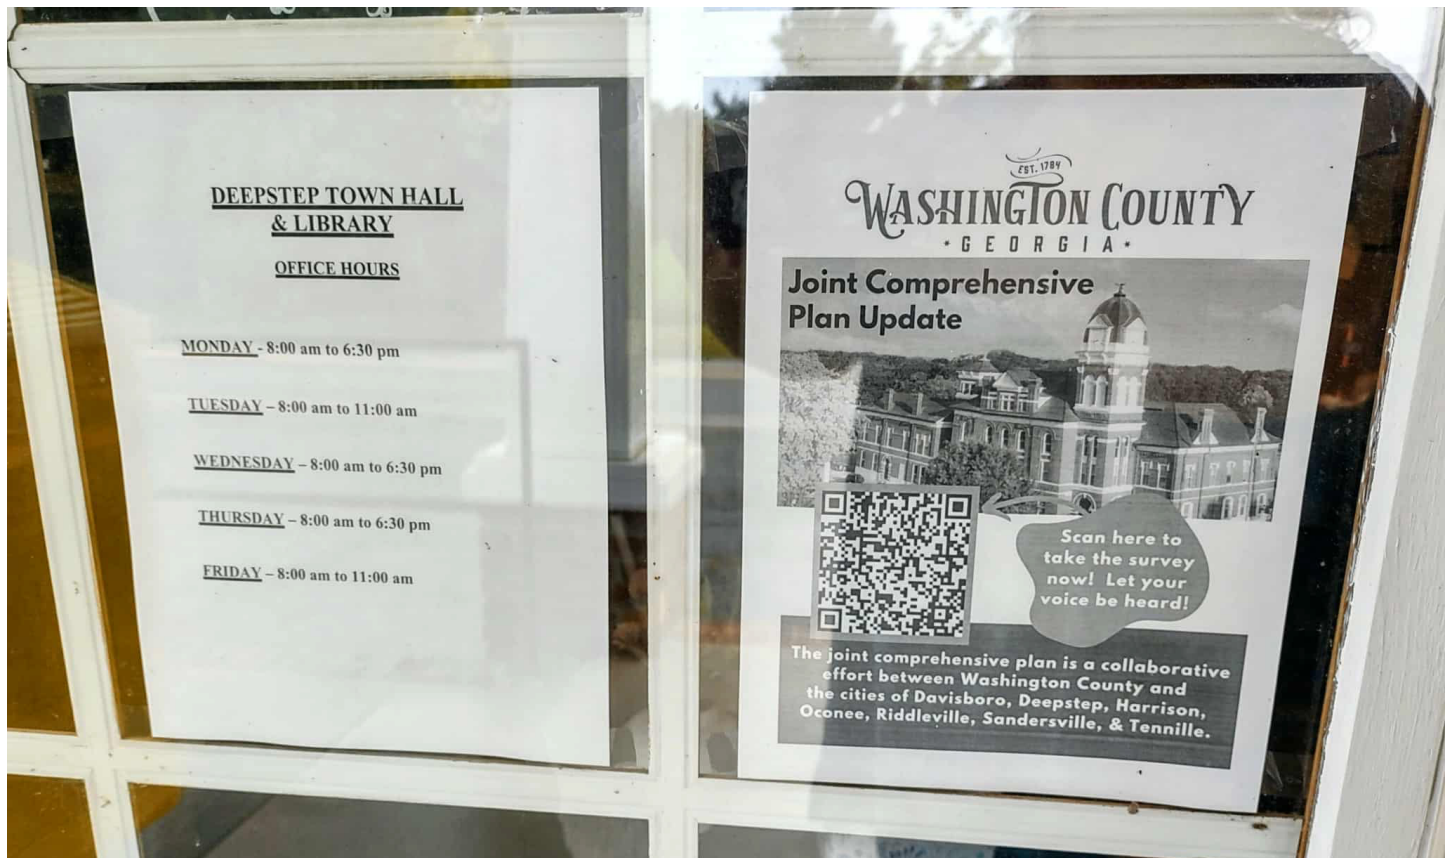 DEEPSTEP TOWN HALL
& LIBRARY
OFFICE HOURS
MONDAY - 8:00 am to 6:30 pm
TUESDAY – 8:00 am to 11:00 am
WEDNESDAY – 8:00 am to 6:30 pm
THURSDAY – 8:00 am to 6:30 pm
FRIDAY – 8:00 am to 11:00 am
EST. 1784
WASHINGTON COUNTY
• GEORGIA •
Joint Comprehensive
Plan Update
Scan here to
take the survey
now! Let your
voice be heard!
The joint comprehensive plan is a collaborative
effort between Washington County and
the cities of Davisboro, Deepstep, Harrison,
Oconee, Riddleville, Sandersville, & Tennille.